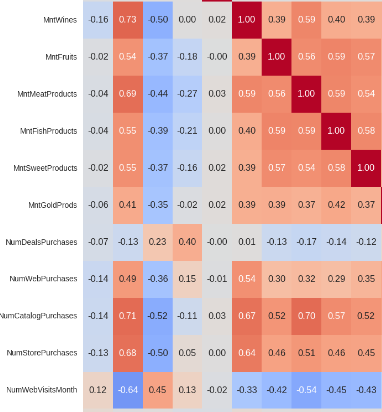 MntWines -0.16 0.73 -0.50 0.00 0.02 1.00 0.39 0.59 0.40 0.39
MntFruits -0.02 0.54 -0.37 -0.18 -0.00 0.39 1.00 0.56 0.59 0.57
MntMeatProducts -0.04 0.69 -0.44 -0.27 0.03 0.59 0.56 1.00 0.59 0.54
MntFishProducts -0.04 0.55 -0.39 -0.21 0.00 0.40 0.59 0.59 1.00 0.58
MntSweetProducts -0.02 0.55 -0.37 -0.16 0.02 0.39 0.57 0.54 0.58 1.00
MntGoldProds -0.06 0.41 -0.35 -0.02 0.02 0.39 0.39 0.37 0.42 0.37
NumDealsPurchases -0.07 -0.13 0.23 0.40 -0.00 0.01 -0.13 -0.17 -0.14 -0.12
NumWebPurchases -0.14 0.49 -0.36 0.15 -0.01 0.54 0.30 0.32 0.29 0.35
NumCatalogPurchases -0.14 0.71 -0.52 -0.11 0.03 0.67 0.52 0.70 0.57 0.52
NumStorePurchases -0.13 0.68 -0.50 0.05 0.00 0.64 0.46 0.51 0.46 0.45
NumWebVisitsMonth 0.12 -0.64 0.45 0.13 -0.02 -0.33 -0.42 -0.54 -0.45 -0.43